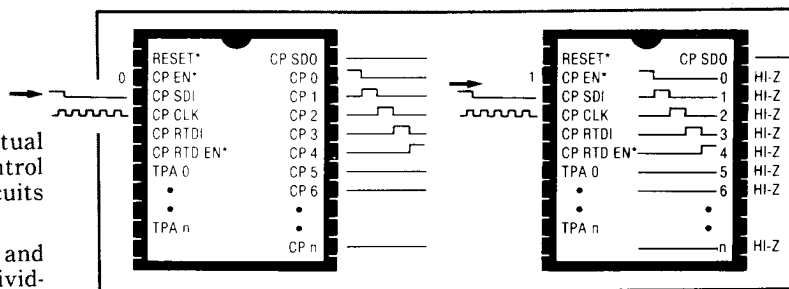 tual
trol
cuits
and
ivid-
0
RESET* CP SDO
CP EN* CP 0
CP SDI CP 1
CP CLK CP 2
CP RTDI CP 3
CP RTD EN* CP 4
TPA 0 CP 5
• CP 6
• •
TPA n •
CP n
1
RESET* CP SDO
CP EN* 0 HI-Z
CP SDI 1 HI-Z
CP CLK 2 HI-Z
CP RTDI 3 HI-Z
CP RTD EN* 4 HI-Z
TPA 0 5 HI-Z
• 6 HI-Z
• •
TPA n •
n HI-Z